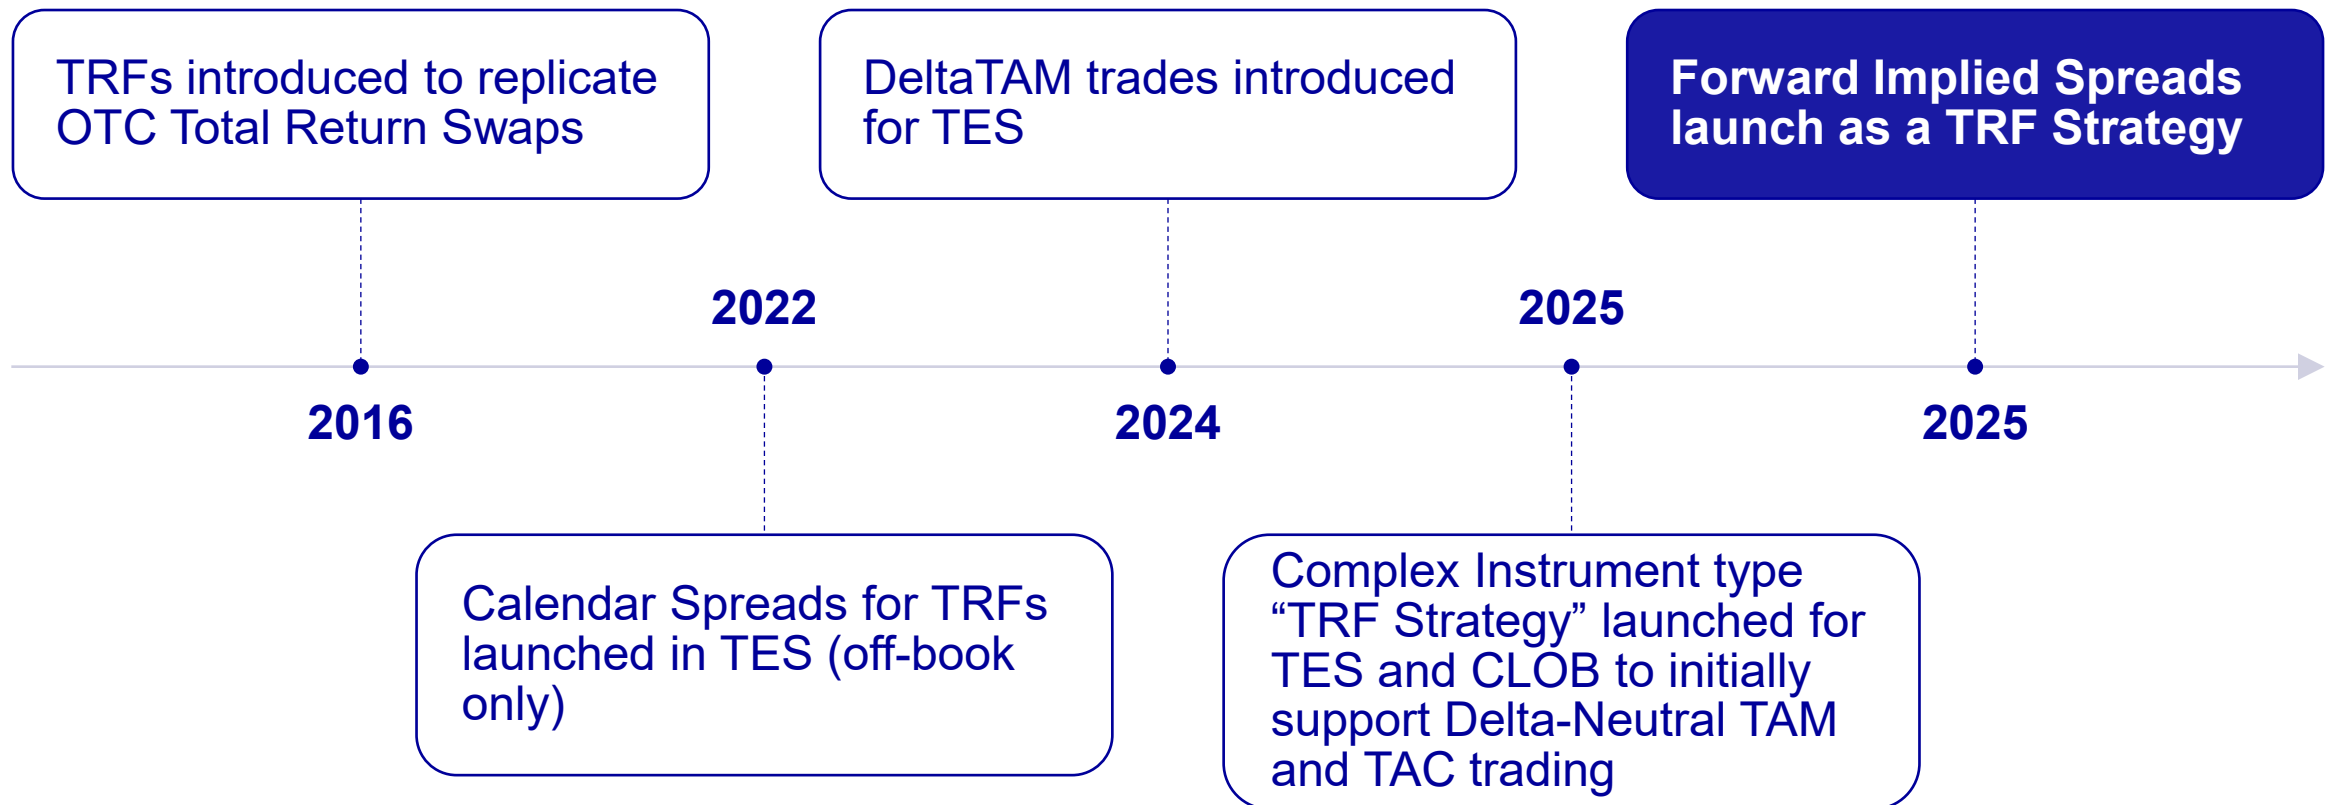 TRFs introduced to replicate
OTC Total Return Swaps
2016
2022
Calendar Spreads for TRFs
launched in TES (off-book
only)
DeltaTAM trades introduced
for TES
2024
2025
Complex Instrument type
“TRF Strategy” launched for
TES and CLOB to initially
support Delta-Neutral TAM
and TAC trading
Forward Implied Spreads
launch as a TRF Strategy
2025